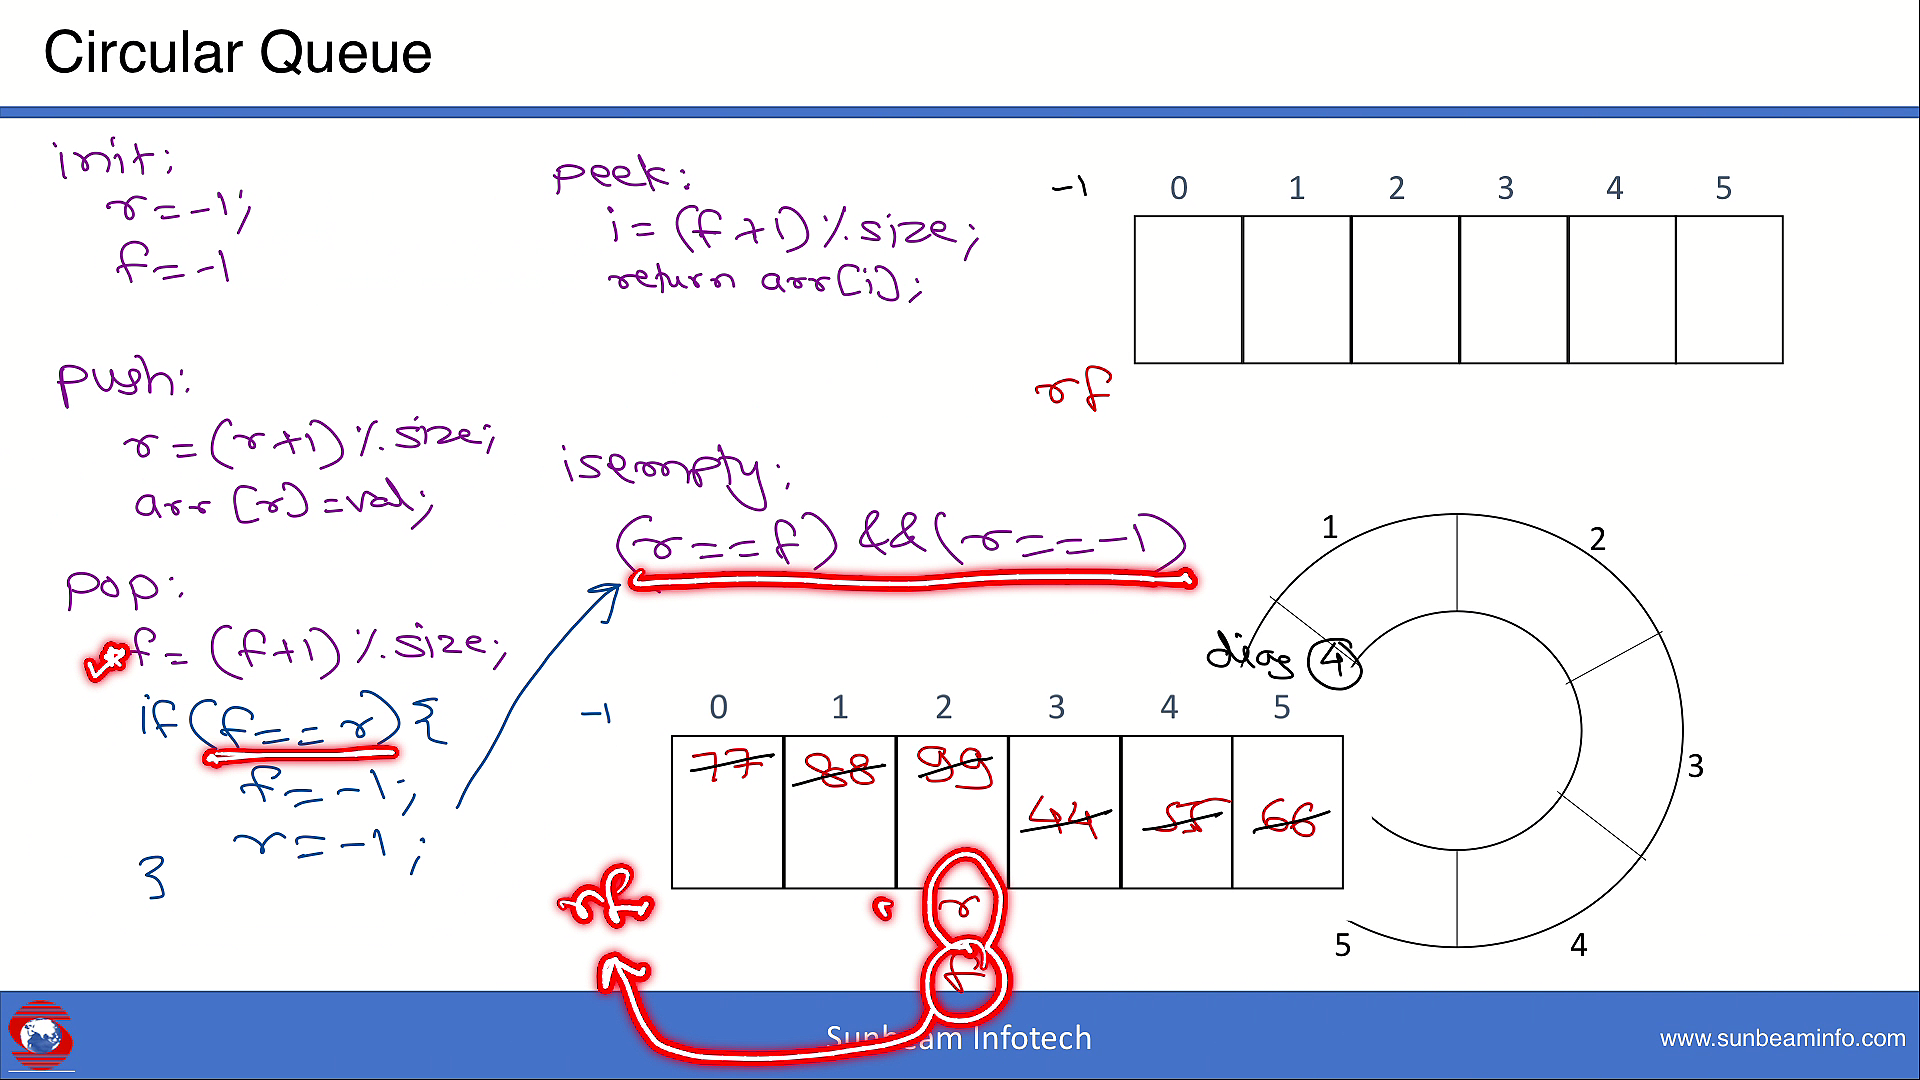 Circular Queue
init:
r = -1;
f = -1
push:
r = (r+1) % size;
arr[r] = val;
pop:
f = (f+1) % size;
if (f == r) {
f = -1;
r = -1;
}
peek:
i = (f+1) % size;
return arr[i];
isempty:
(r == f) && (r == -1)
-1 0 1 2 3 4 5
rf
1 2
diag 4
3
5 4
-1 0 1 2 3 4 5
77 88 99 44 55 66
rf r
f
Sunbeam Infotech
www.sunbeaminfo.com